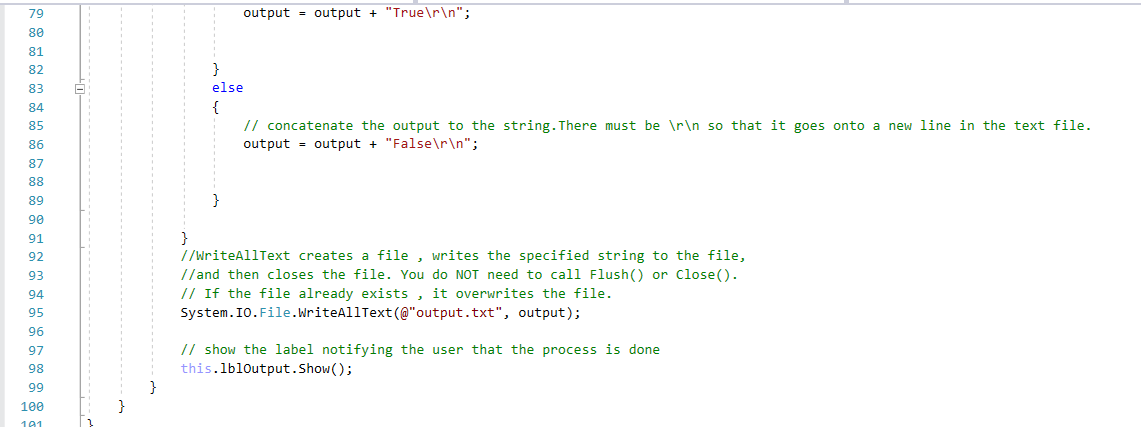 79 output = output + "True\r\n";
80
81
82 }
83 else
84 {
85 // concatenate the output to the string.There must be \r\n so that it goes onto a new line in the text file.
86 output = output + "False\r\n";
87
88
89 }
90
91 }
92 //WriteAllText creates a file , writes the specified string to the file,
93 //and then closes the file. You do NOT need to call Flush() or Close().
94 // If the file already exists , it overwrites the file.
95 System.IO.File.WriteAllText(@"output.txt", output);
96
97 // show the label notifying the user that the process is done
98 this.lblOutput.Show();
99 }
100 }
101 }